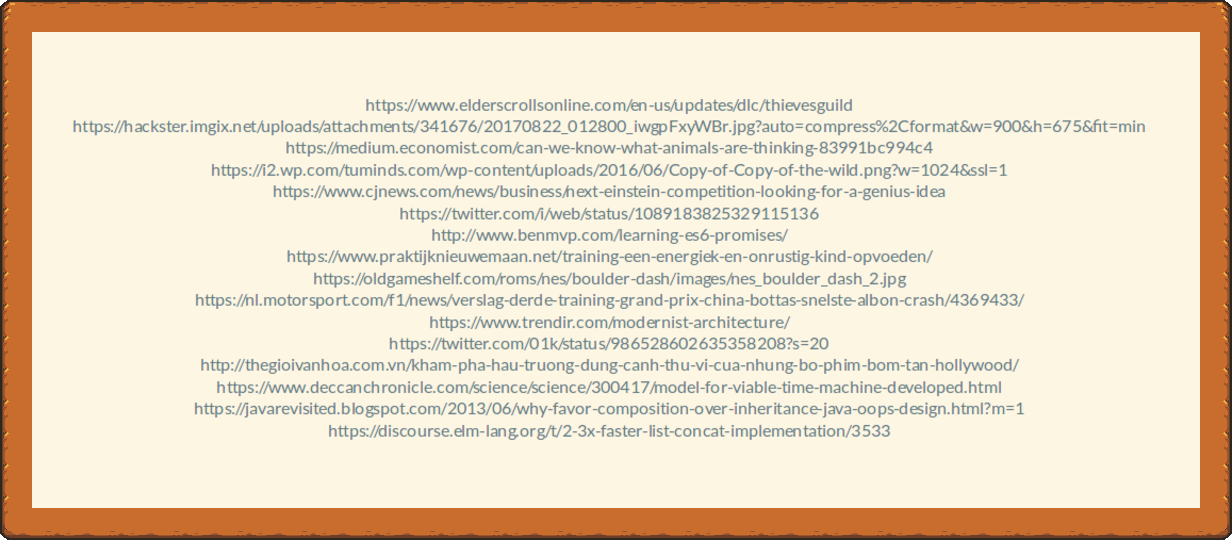 https://www.elderscrollsonline.com/en-us/updates/dlc/thievesguild
https://hackster.imgix.net/uploads/attachments/341676/20170822_012800_iwgpFxyWBr.jpg?auto=compress%2Cformat&w=900&h=675&fit=min
https://medium.economist.com/can-we-know-what-animals-are-thinking-83991bc994c4
https://i2.wp.com/tuminds.com/wp-content/uploads/2016/06/Copy-of-Copy-of-the-wild.png?w=1024&ssl=1
https://www.cjnews.com/news/business/next-einstein-competition-looking-for-a-genius-idea
https://twitter.com/i/web/status/1089183825329115136
http://www.benmvp.com/learning-es6-promises/
https://www.praktijknieuwemaan.net/training-een-energiek-en-onrustig-kind-opvoeden/
https://oldgameshelf.com/roms/nes/boulder-dash/images/nes_boulder_dash_2.jpg
https://nl.motorsport.com/f1/news/verslag-derde-training-grand-prix-china-bottas-snelste-albon-crash/4369433/
https://www.trendir.com/modernist-architecture/
https://twitter.com/01k/status/986528602635358208?s=20
http://thegioivanhoa.com.vn/kham-pha-hau-truong-dung-canh-thu-vi-cua-nhung-bo-phim-bom-tan-hollywood/
https://www.deccanchronicle.com/science/science/300417/model-for-viable-time-machine-developed.html
https://javarevisited.blogspot.com/2013/06/why-favor-composition-over-inheritance-java-oops-design.html?m=1
https://discourse.elm-lang.org/t/2-3x-faster-list-concat-implementation/3533